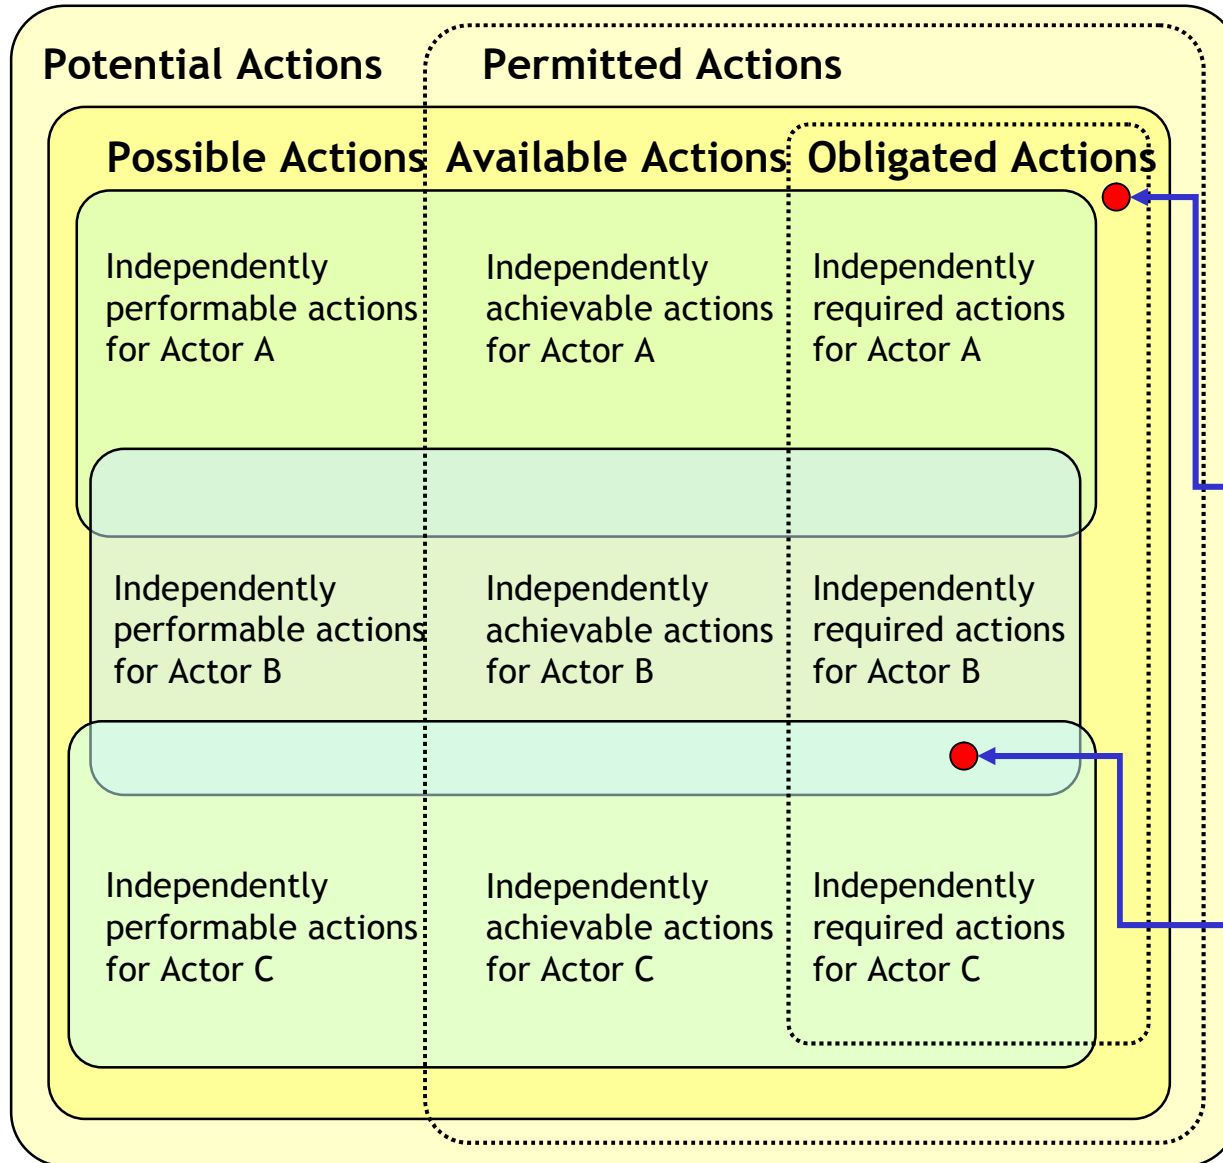 Potential Actions
Permitted Actions
Possible Actions
Available Actions
Obligated Actions
Independently
performable actions
for Actor A
Independently
achievable actions
for Actor A
Independently
required actions
for Actor A
Independently
performable actions
for Actor B
Independently
achievable actions
for Actor B
Independently
required actions
for Actor B
Independently
performable actions
for Actor C
Independently
achievable actions
for Actor C
Independently
required actions
for Actor C